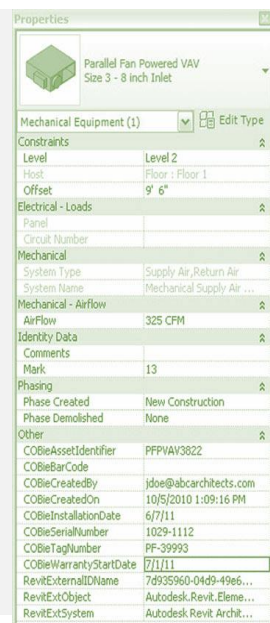 Properties
Parallel Fan Powered VAV
Size 3 - 8 inch Inlet
Mechanical Equipment (1) Edit Type
Constraints
Level Level 2
Host Floor : Floor 1
Offset 9' 6"
Electrical - Loads
Panel
Circuit Number
Mechanical
System Type Supply Air,Return Air
System Name Mechanical Supply Air ...
Mechanical - Airflow
AirFlow 325 CFM
Identity Data
Comments
Mark 13
Phasing
Phase Created New Construction
Phase Demolished None
Other
COBieAssetIdentifier PFPVAV3822
COBieBarCode
COBieCreatedBy jdoe@abcarchitects.com
COBieCreatedOn 10/5/2010 1:09:16 PM
COBieInstallationDate 6/7/11
COBieSerialNumber 1029-1112
COBieTagNumber PF-39993
COBieWarrantyStartDate 7/1/11
RevitExternalIDName 7d935960-04d9-49e6...
RevitExtObject Autodesk.Revit.Eleme...
RevitExtSystem Autodesk Revit Archit...